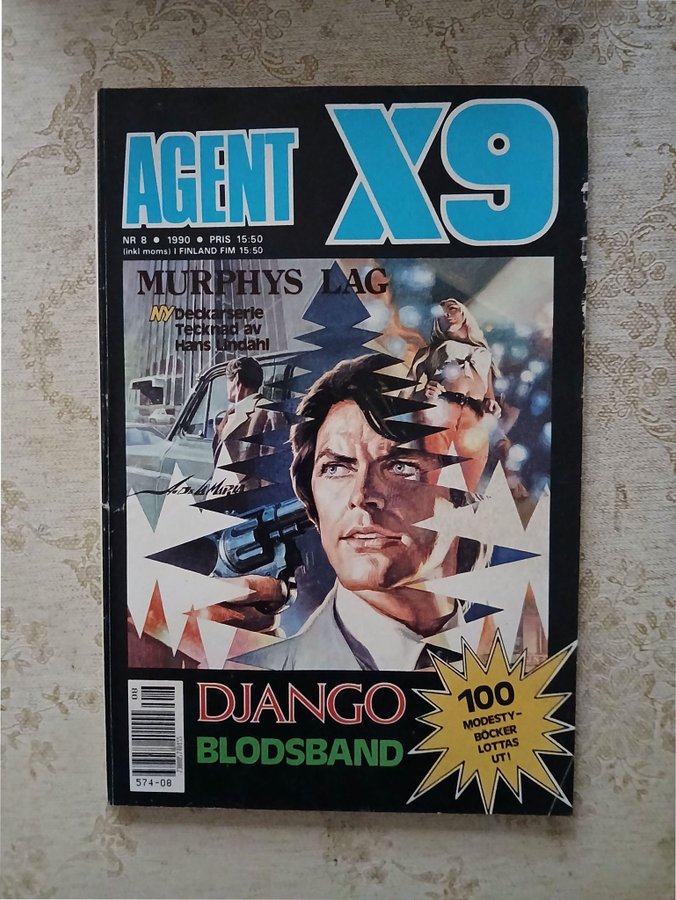 AGENT X9
NR 8 • 1990 • PRIS 15:50
(inkl moms) I FINLAND FIM 15:50
MURPHYS LAG
NY Deckarserie
Tecknad av
Hans Lindahl
DJANGO
BLODSBAND
100
MODESTY-
BÖCKER
LOTTAS
UT!
08
574-08